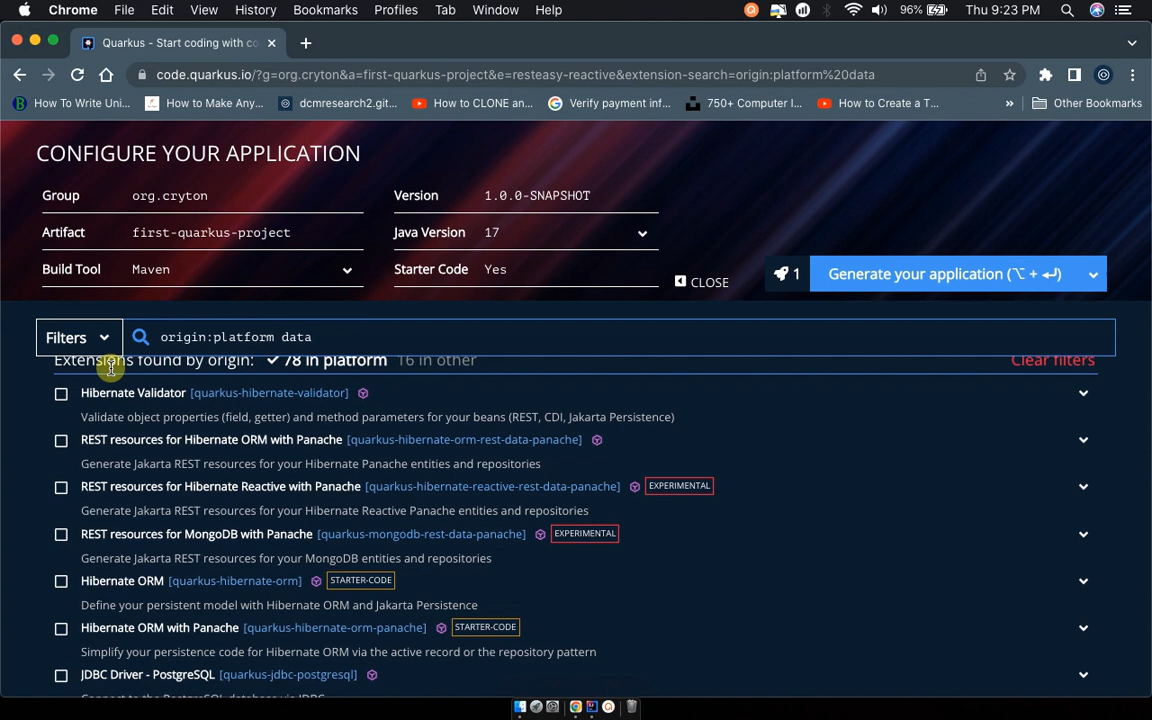 Chrome File Edit View History Bookmarks Profiles Tab Window Help 96% Thu 9:23 PM
Quarkus - Start coding with co
code.quarkus.io/?g=org.cryton&a=first-quarkus-project&e=resteasy-reactive&extension-search=origin:platform%20data
How To Write Uni... How to Make Any... dcmresearch2.git... How to CLONE an... Verify payment inf... 750+ Computer I... How to Create a T... » Other Bookmarks
CONFIGURE YOUR APPLICATION
Group org.cryton Version 1.0.0-SNAPSHOT
Artifact first-quarkus-project Java Version 17
Build Tool Maven Starter Code Yes CLOSE 1 Generate your application (⌥ + ⏎)
Filters origin:platform data
Extensions found by origin: ✔ 78 in platform 16 in other Clear filters
Hibernate Validator [quarkus-hibernate-validator]
Validate object properties (field, getter) and method parameters for your beans (REST, CDI, Jakarta Persistence)
REST resources for Hibernate ORM with Panache [quarkus-hibernate-orm-rest-data-panache]
Generate Jakarta REST resources for your Hibernate Panache entities and repositories
REST resources for Hibernate Reactive with Panache [quarkus-hibernate-reactive-rest-data-panache] EXPERIMENTAL
Generate Jakarta REST resources for your Hibernate Reactive Panache entities and repositories
REST resources for MongoDB with Panache [quarkus-mongodb-rest-data-panache] EXPERIMENTAL
Generate Jakarta REST resources for your MongoDB entities and repositories
Hibernate ORM [quarkus-hibernate-orm] STARTER-CODE
Define your persistent model with Hibernate ORM and Jakarta Persistence
Hibernate ORM with Panache [quarkus-hibernate-orm-panache] STARTER-CODE
Simplify your persistence code for Hibernate ORM via the active record or the repository pattern
JDBC Driver - PostgreSQL [quarkus-jdbc-postgresql]
Connect to the PostgreSQL database via JDBC